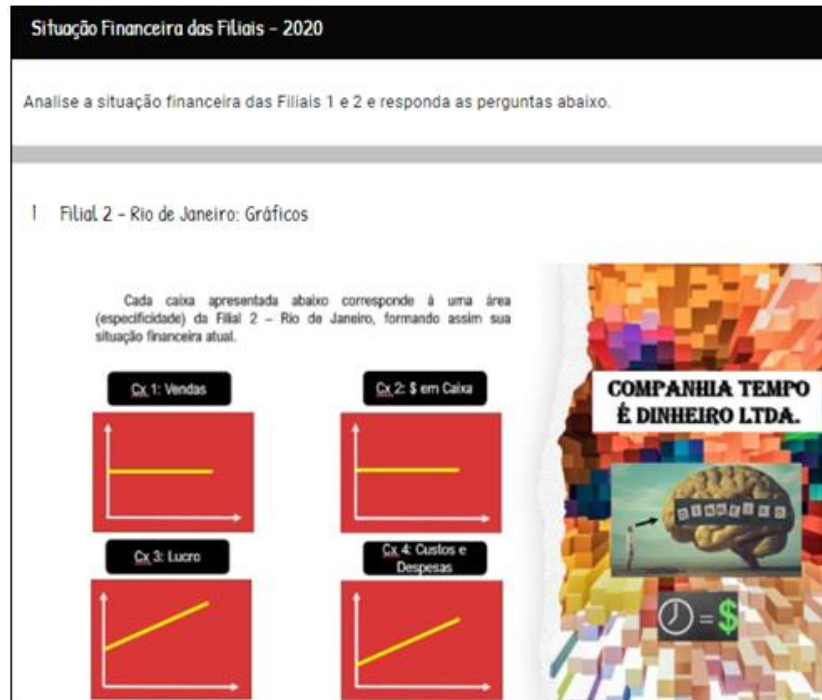 Situação Financeira das Filiais – 2020
Analise a situação financeira das Filiais 1 e 2 e responda as perguntas abaixo.
1 Filial 2 – Rio de Janeiro: Gráficos
Cada caixa apresentada abaixo corresponde à uma área
(especificidade) da Filial 2 – Rio de Janeiro, formando assim sua
situação financeira atual.
Cx 1: Vendas
Cx 2: $ em Caixa
Cx 3: Lucro
Cx 4: Custos e
Despesas
COMPANHIA TEMPO
É DINHEIRO LTDA.
DINHEIRO
= $